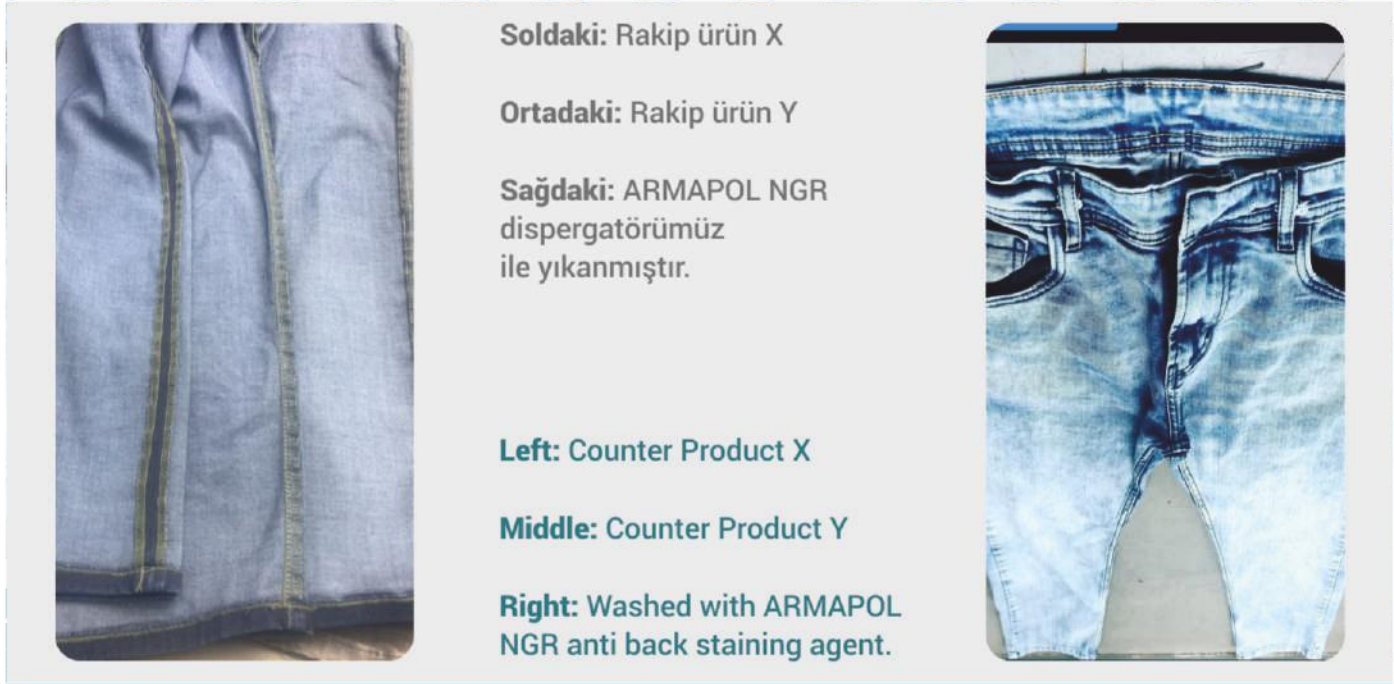 Soldaki: Rakip ürün X
Ortadaki: Rakip ürün Y
Sağdaki: ARMAPOL NGR
dispergatörümüz
ile yıkanmıştır.
Left: Counter Product X
Middle: Counter Product Y
Right: Washed with ARMAPOL
NGR anti back staining agent.